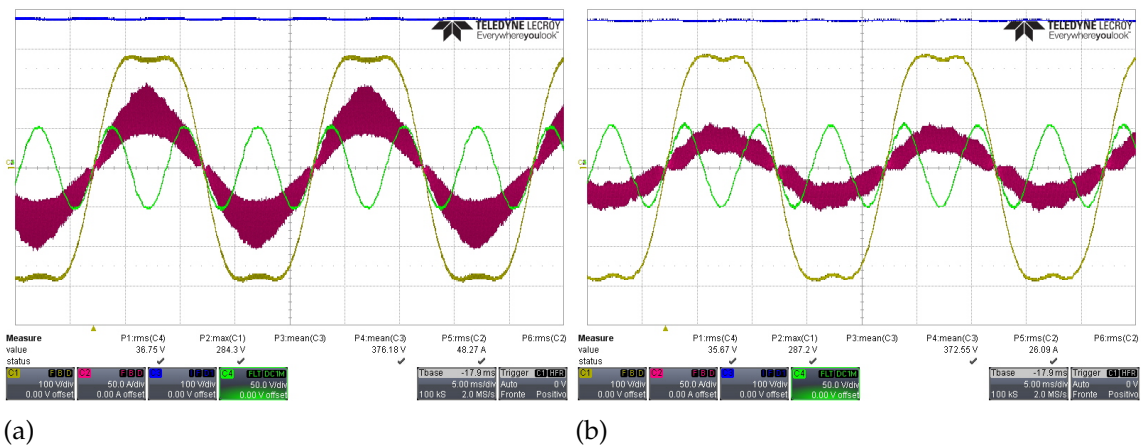 TELEDYNE LECROY
Everywhereyoulook™
Measure P1:rms(C4) P2:max(C1) P3:mean(C3) P4:mean(C3) P5:rms(C2) P6:rms(C2)
value 36.75 V 284.3 V 376.18 V 48.27 A
status
C1 F B D C2 F B D C4 FLT DC1M
100 V/div 50.0 A/div 100 V/div 50.0 V/div
0.00 V offset 0.00 A offset 0.00 V offset 0.00 V offset
Tbase -17.9 ms Trigger C1 HFR
5.00 ms/div Auto 0 V
100 kS 2.0 MS/s Fronte Positivo
(a)
TELEDYNE LECROY
Everywhereyoulook™
Measure P1:rms(C4) P2:max(C1) P3:mean(C3) P4:mean(C3) P5:rms(C2) P6:rms(C2)
value 35.67 V 287.2 V 372.55 V 26.09 A
status
C1 F B D C2 F B D C4 FLT DC1M
100 V/div 50.0 A/div 100 V/div 50.0 V/div
0.00 V offset 0.00 A offset 0.00 V offset 0.00 V offset
Tbase -17.9 ms Trigger C1 HFR
5.00 ms/div Auto 0 V
100 kS 2.0 MS/s Fronte Positivo
(b)